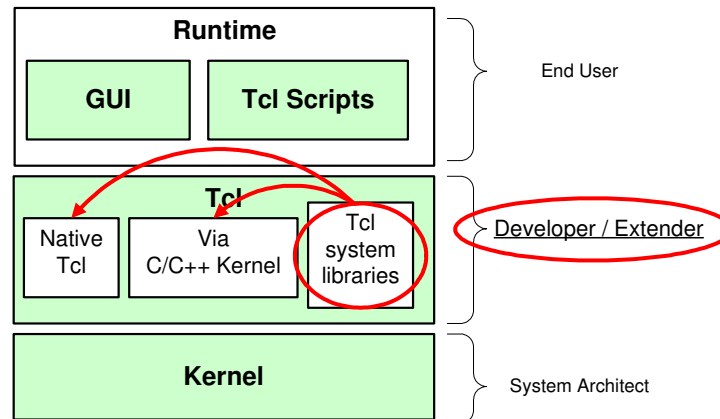 Runtime
GUI
Tcl Scripts
End User
Tcl
Native
Tcl
Via
C/C++ Kernel
Tcl
system
libraries
Developer / Extender
Kernel
System Architect